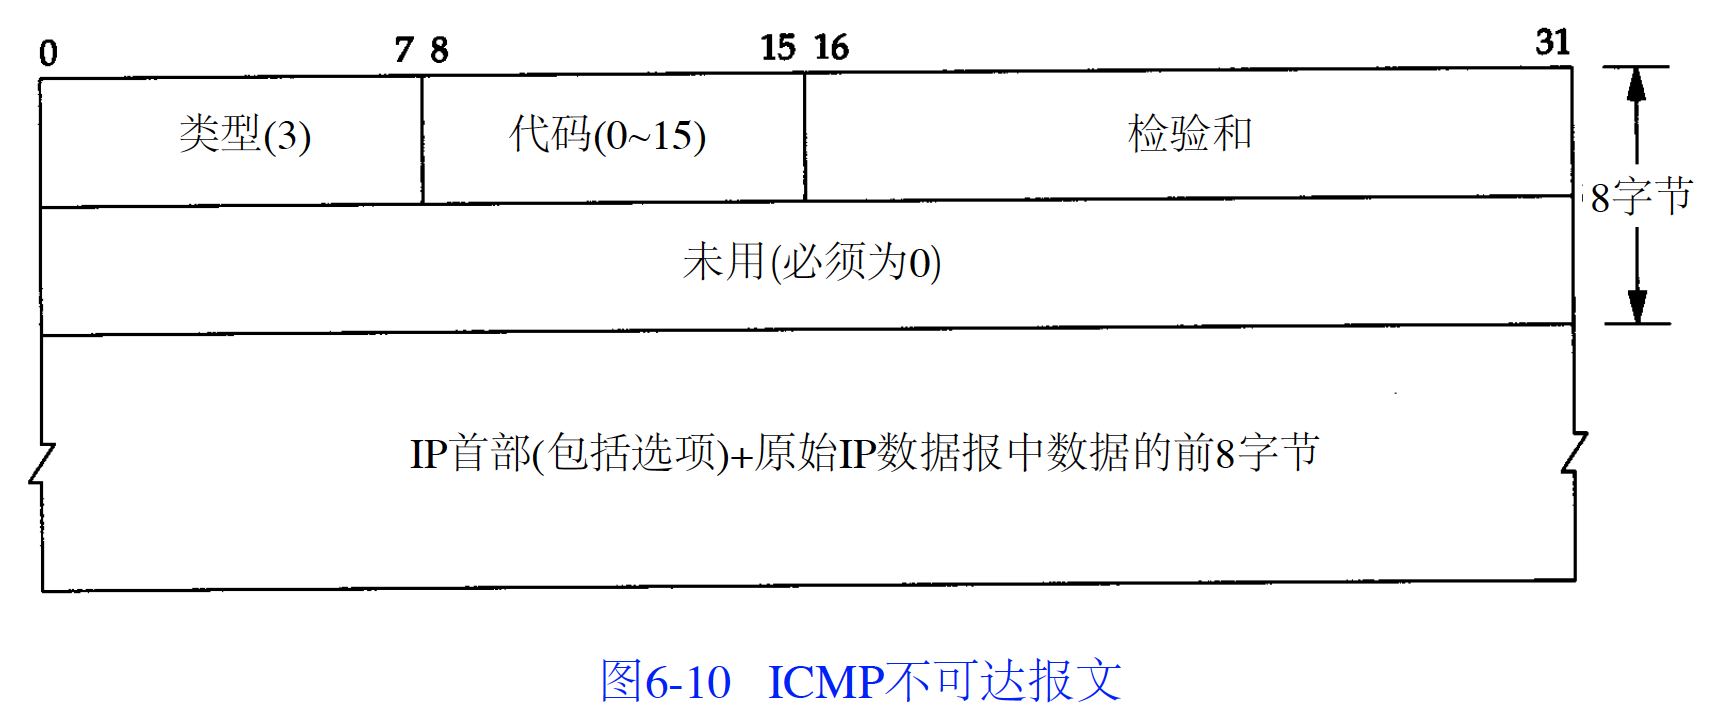 0 7 8 15 16 31
类型(3) 代码(0~15) 检验和
8字节
未用(必须为0)
IP首部(包括选项)+原始IP数据报中数据的前8字节
图6-10 ICMP不可达报文